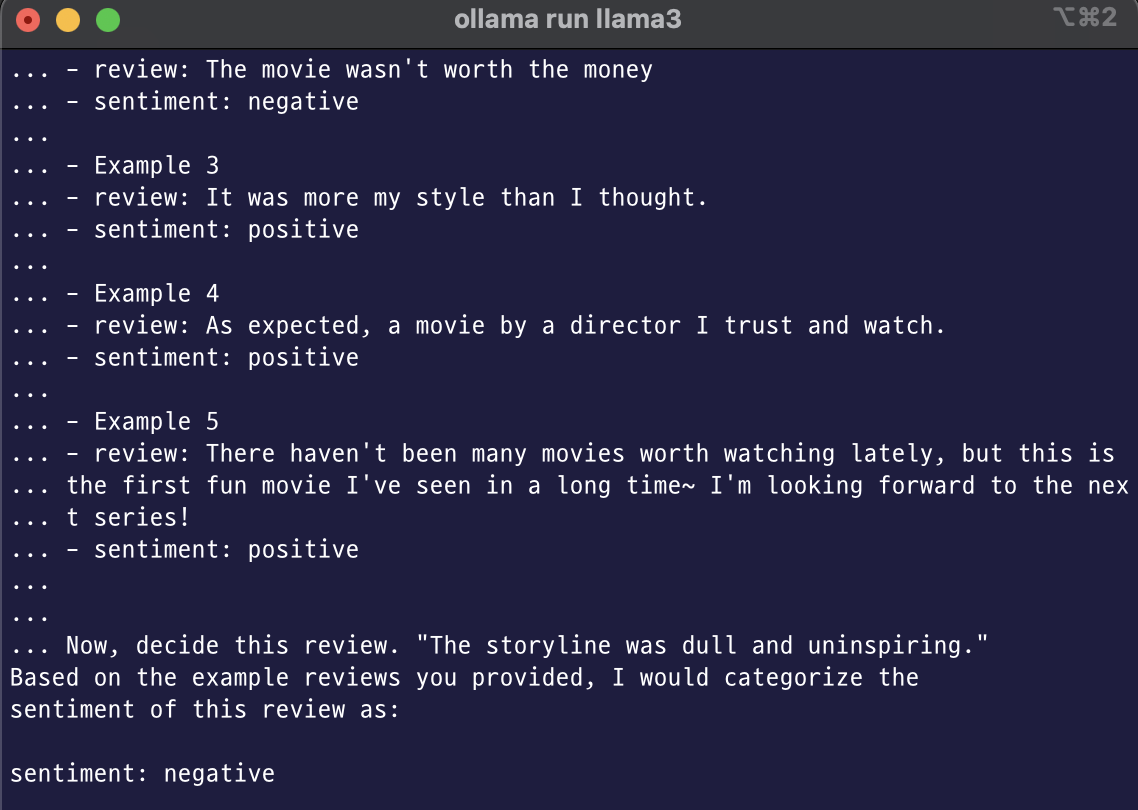 ollama run llama3
⌥⌘2
... - review: The movie wasn't worth the money
... - sentiment: negative
...
... - Example 3
... - review: It was more my style than I thought.
... - sentiment: positive
...
... - Example 4
... - review: As expected, a movie by a director I trust and watch.
... - sentiment: positive
...
... - Example 5
... - review: There haven't been many movies worth watching lately, but this is
... the first fun movie I've seen in a long time~ I'm looking forward to the nex
... t series!
... - sentiment: positive
...
...
... Now, decide this review. "The storyline was dull and uninspiring."
Based on the example reviews you provided, I would categorize the
sentiment of this review as:
sentiment: negative